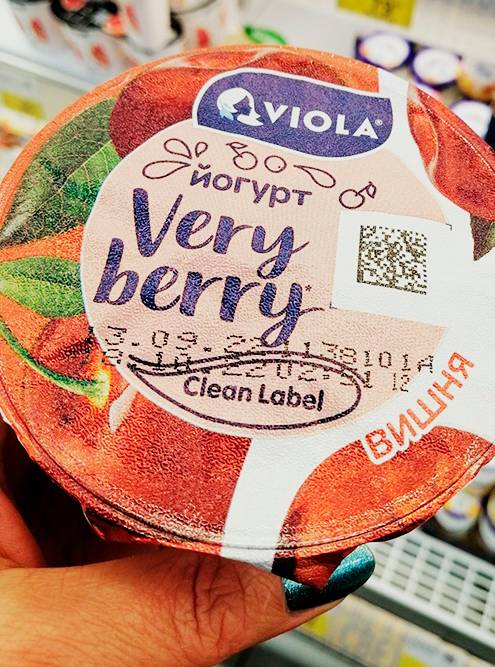 VIOLA®
йогурт
Very
berry*
Clean Label
вишня